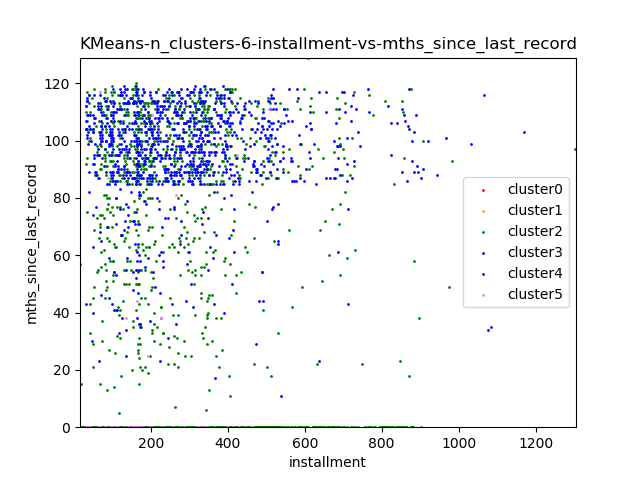 KMeans-n_clusters-6-installment-vs-mths_since_last_record
120
100
80
60
40
20
0
mths_since_last_record
200 400 600 800 1000 1200
installment
cluster0
cluster1
cluster2
cluster3
cluster4
cluster5